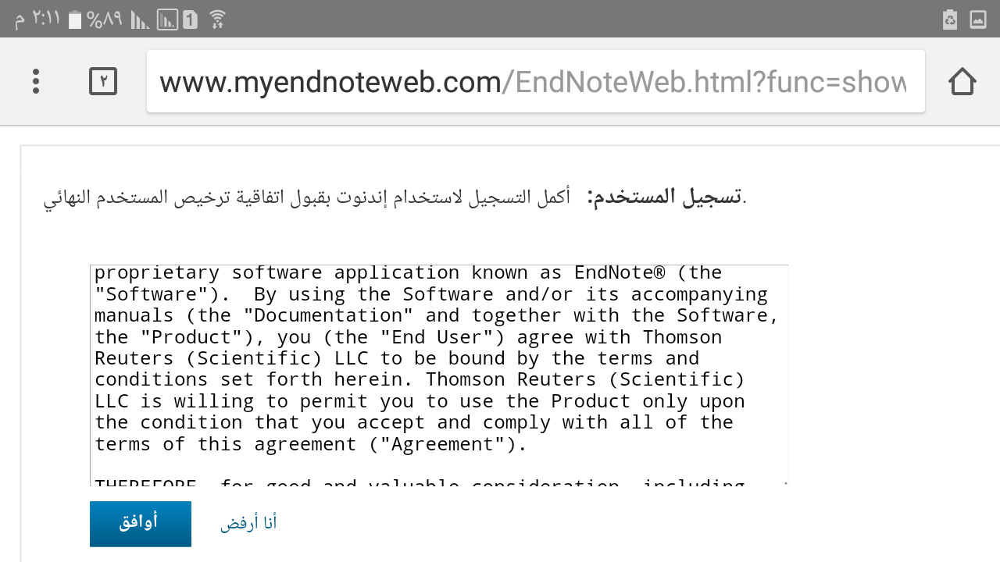 ٢:١١ م
%٨٩
1
٢
www.myendnoteweb.com/EndNoteWeb.html?func=show
تسجيل المستخدم: أكمل التسجيل لاستخدام إندنوت بقبول اتفاقية ترخيص المستخدم النهائي.
proprietary software application known as EndNote® (the
"Software").  By using the Software and/or its accompanying
manuals (the "Documentation" and together with the Software,
the "Product"), you (the "End User") agree with Thomson
Reuters (Scientific) LLC to be bound by the terms and
conditions set forth herein. Thomson Reuters (Scientific)
LLC is willing to permit you to use the Product only upon
the condition that you accept and comply with all of the
terms of this agreement ("Agreement").
THEREFORE, for good and valuable consideration, including
أوافق
أنا أرفض